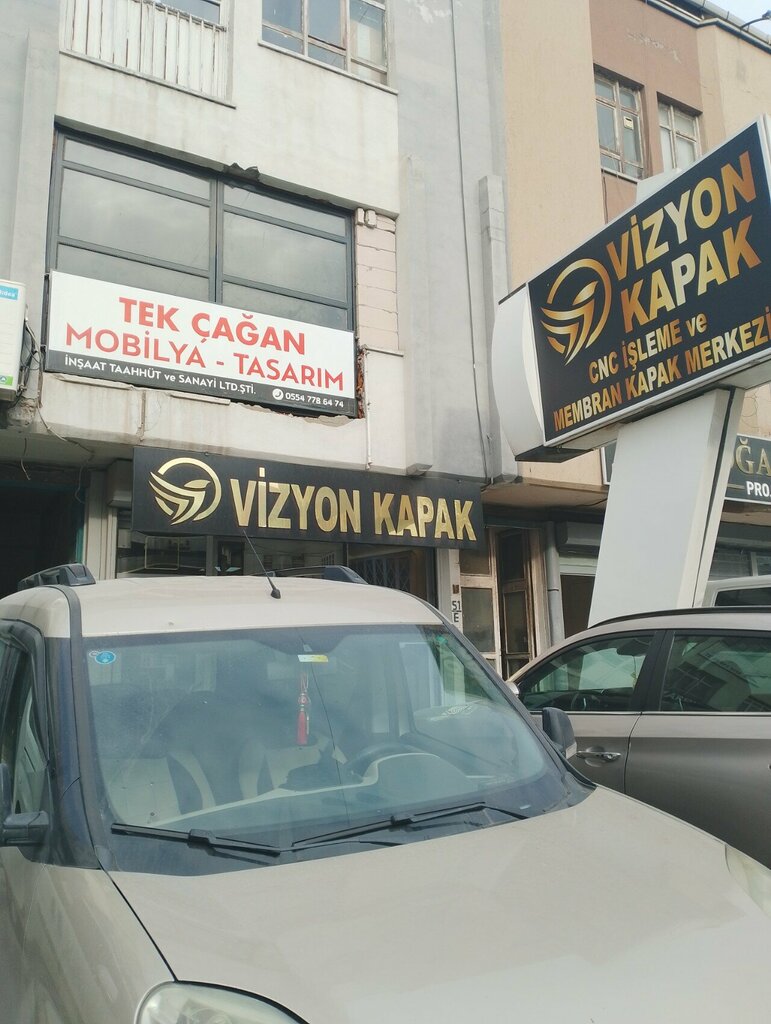 TEK ÇAĞAN
MOBİLYA - TASARIM
İNŞAAT TAAHHÜT ve SANAYİ LTD.ŞTİ.
0554 778 64 74
VİZYON KAPAK
VİZYON
KAPAK
CNC İŞLEME ve
MEMBRAN KAPAK MERKEZİ
51
E